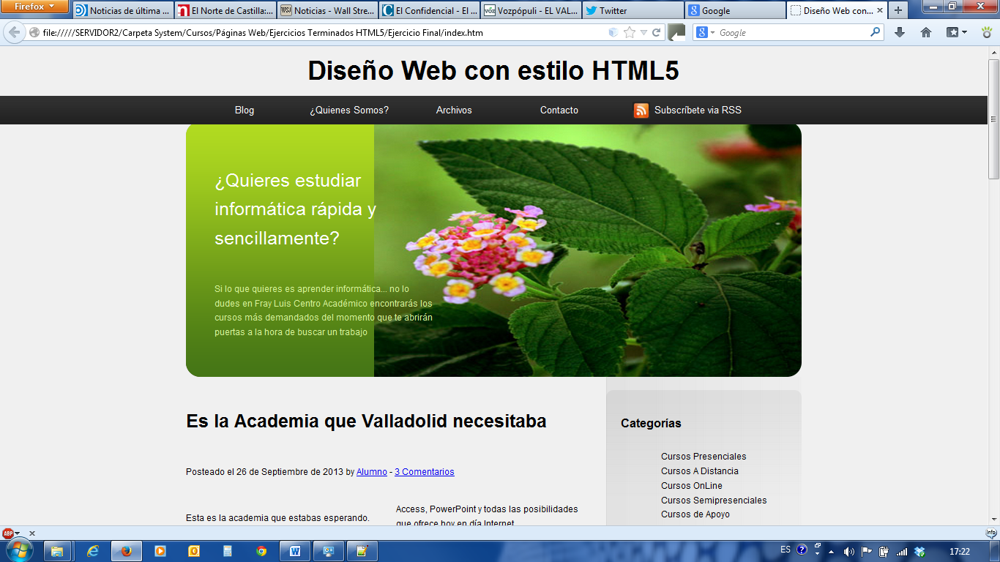 Firefox
Noticias de última ...
El Norte de Castilla:...
Noticias - Wall Stre...
El Confidencial - El ...
Vozpópuli - EL VAL...
Twitter
Google
Diseño Web con...
file://///SERVIDOR2/Carpeta System/Cursos/Páginas Web/Ejercicios Terminados HTML5/Ejercicio Final/index.htm
Google
Diseño Web con estilo HTML5
Blog
¿Quienes Somos?
Archivos
Contacto
Subscríbete via RSS
¿Quieres estudiar
informática rápida y
sencillamente?
Si lo que quieres es aprender informática... no lo
dudes en Fray Luis Centro Académico encontrarás los
cursos más demandados del momento que te abrirán
puertas a la hora de buscar un trabajo
Es la Academia que Valladolid necesitaba
Posteado el 26 de Septiembre de 2013 by Alumno - 3 Comentarios
Esta es la academia que estabas esperando.
Access, PowerPoint y todas las posibilidades
que ofrece hoy en día Internet
Categorías
Cursos Presenciales
Cursos A Distancia
Cursos OnLine
Cursos Semipresenciales
Cursos de Apoyo
ABP
Info
ES
17:22